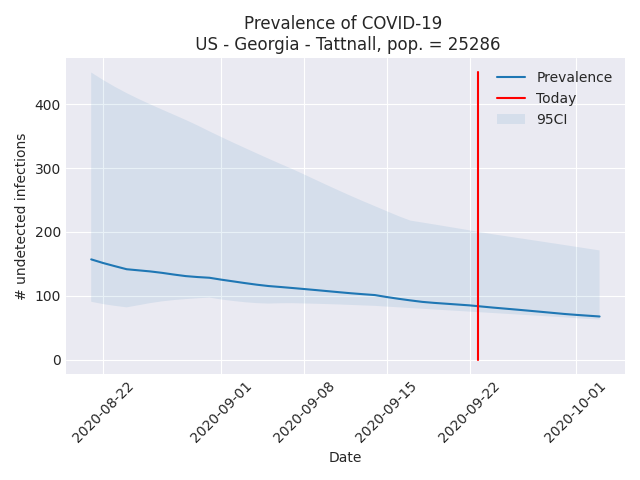 Prevalence of COVID-19
US - Georgia - Tattnall, pop. = 25286
Prevalence
Today
95CI
# undetected infections
400
300
200
100
0
2020-08-22
2020-09-01
2020-09-08
2020-09-15
2020-09-22
2020-10-01
Date